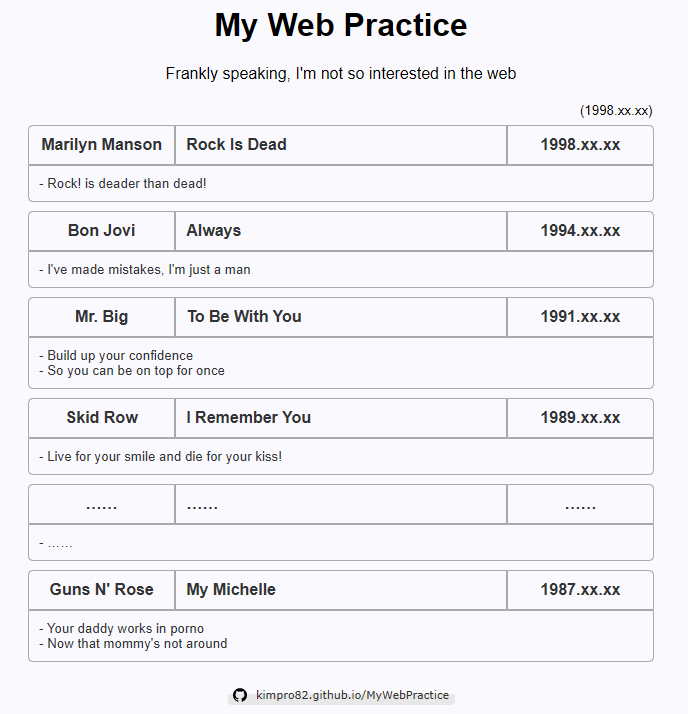 My Web Practice
Frankly speaking, I'm not so interested in the web
(1998.xx.xx)
Marilyn Manson Rock Is Dead 1998.xx.xx
- Rock! is deader than dead!
Bon Jovi Always 1994.xx.xx
- I've made mistakes, I'm just a man
Mr. Big To Be With You 1991.xx.xx
- Build up your confidence
- So you can be on top for once
Skid Row I Remember You 1989.xx.xx
- Live for your smile and die for your kiss!
…… …… ……
- ……
Guns N' Rose My Michelle 1987.xx.xx
- Your daddy works in porno
- Now that mommy's not around
kimpro82.github.io/MyWebPractice